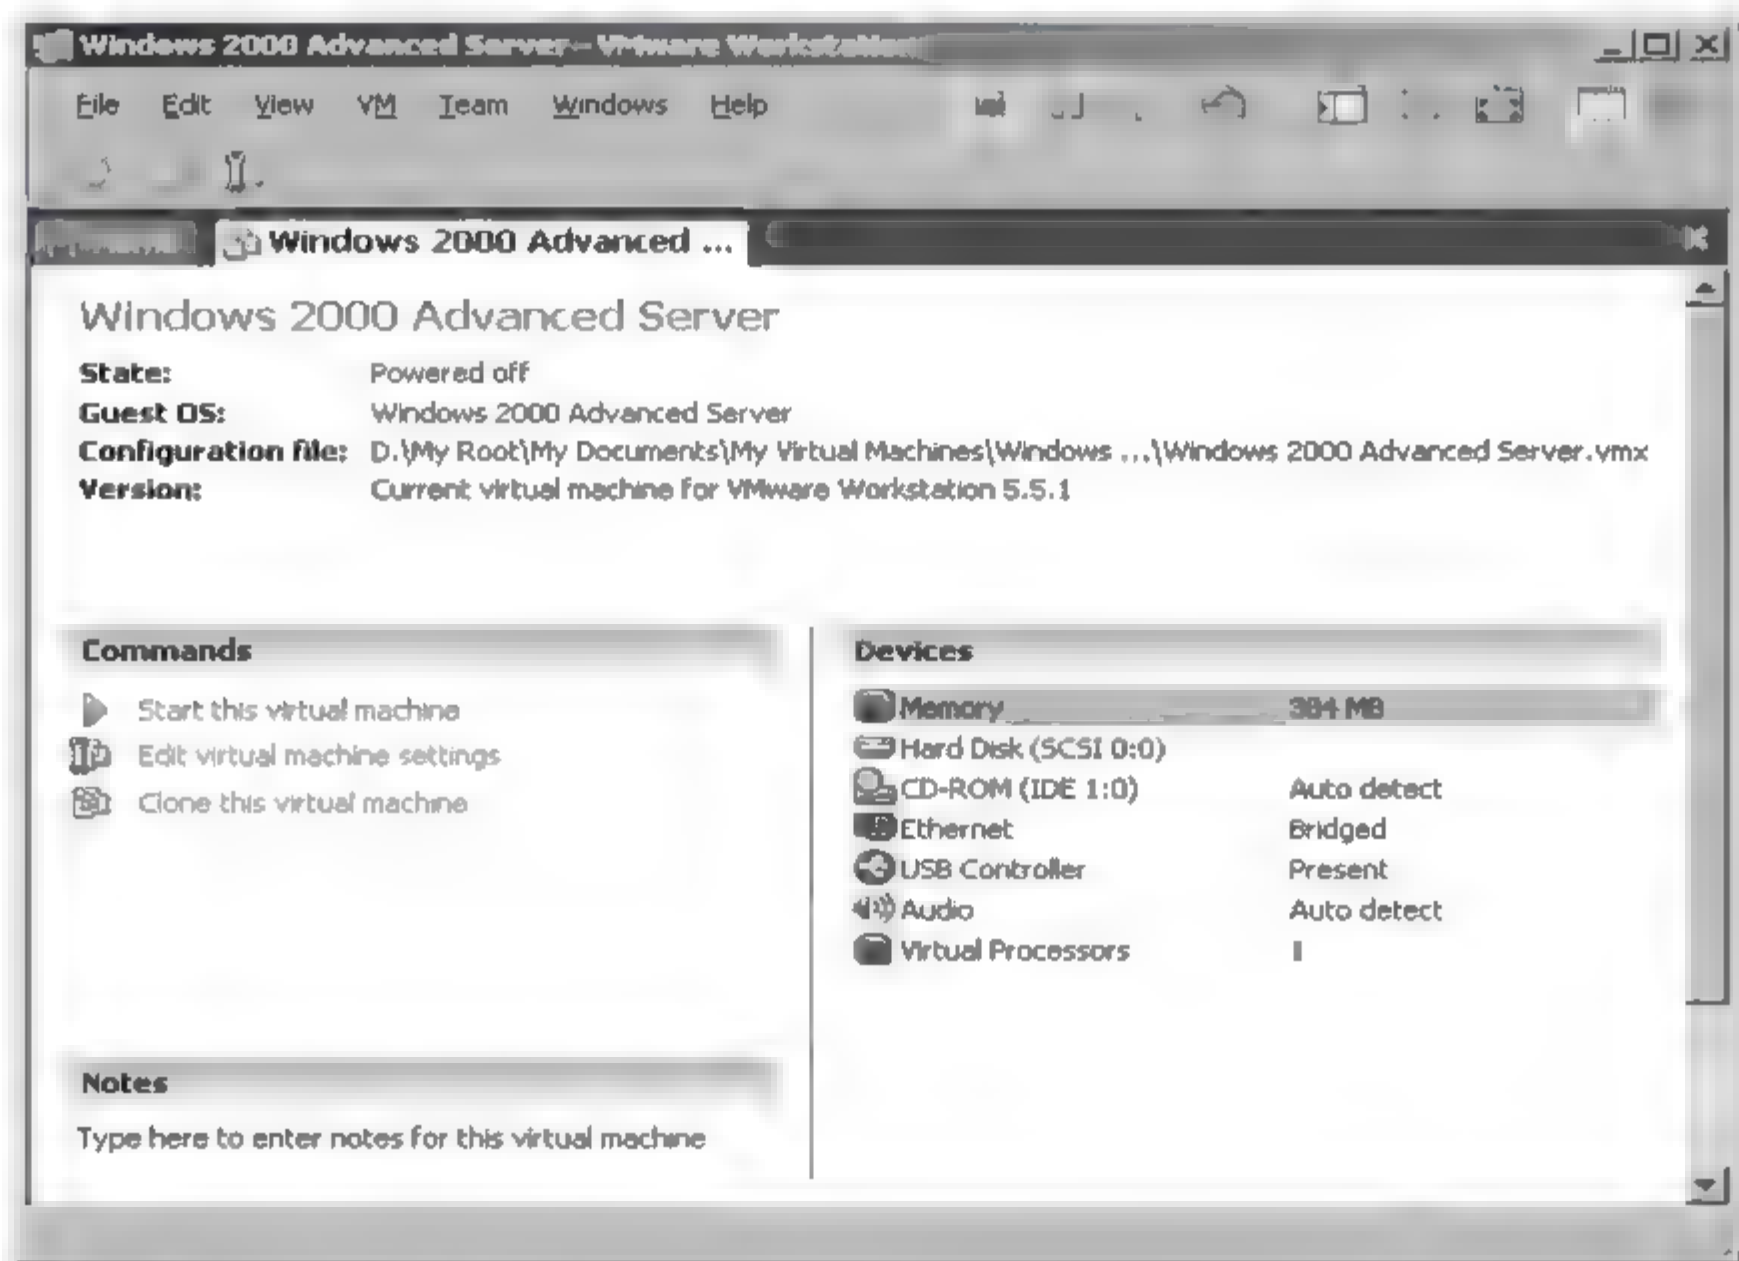 Windows 2000 Advanced Server - VMware Workstation
File Edit View VM Team Windows Help
Windows 2000 Advanced ...
Windows 2000 Advanced Server
State: Powered off
Guest OS: Windows 2000 Advanced Server
Configuration file: D:\My Root\My Documents\My Virtual Machines\Windows ...\Windows 2000 Advanced Server.vmx
Version: Current virtual machine for VMware Workstation 5.5.1
Commands
Start this virtual machine
Edit virtual machine settings
Clone this virtual machine
Devices
Memory 384 MB
Hard Disk (SCSI 0:0)
CD-ROM (IDE 1:0) Auto detect
Ethernet Bridged
USB Controller Present
Audio Auto detect
Virtual Processors 1
Notes
Type here to enter notes for this virtual machine